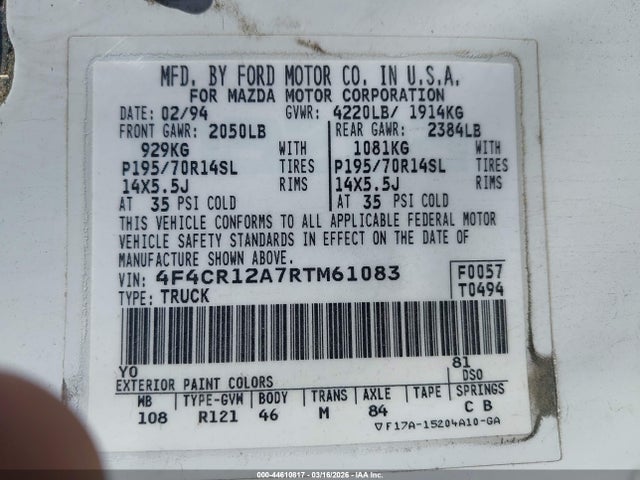 MFD. BY FORD MOTOR CO. IN U.S.A.
FOR MAZDA MOTOR CORPORATION
DATE: 02/94 GVWR: 4220LB/ 1914KG
FRONT GAWR: 2050LB REAR GAWR: 2384LB
929KG WITH 1081KG WITH
P195/70R14SL TIRES P195/70R14SL TIRES
14X5.5J RIMS 14X5.5J RIMS
AT 35 PSI COLD AT 35 PSI COLD
THIS VEHICLE CONFORMS TO ALL APPLICABLE FEDERAL MOTOR
VEHICLE SAFETY STANDARDS IN EFFECT ON THE DATE OF
MANUFACTURE SHOWN ABOVE.
VIN: 4F4CR12A7RTM61083 F0057
TYPE: TRUCK T0494
YO 81
EXTERIOR PAINT COLORS DSO
WB TYPE-GVM BODY TRANS AXLE TAPE SPRINGS
108 R121 46 M 84 C B
▽F17A-15204A10-GA
000-44610817 - 03/16/2026 - IAAI Inc.